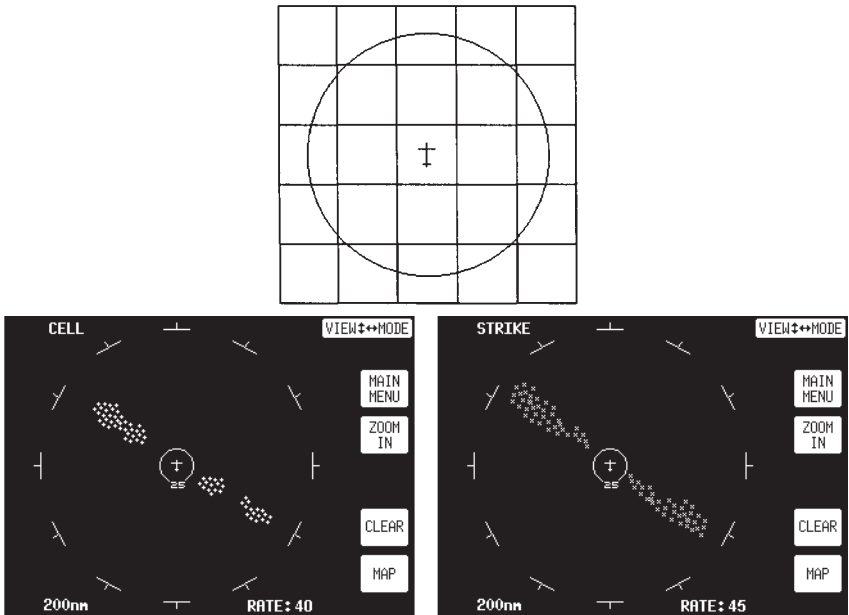 CELL
VIEW↕↔MODE
MAIN
MENU
ZOOM
IN
25
CLEAR
MAP
200nm
RATE:40
STRIKE
VIEW↕↔MODE
MAIN
MENU
ZOOM
IN
25
CLEAR
MAP
200nm
RATE:45